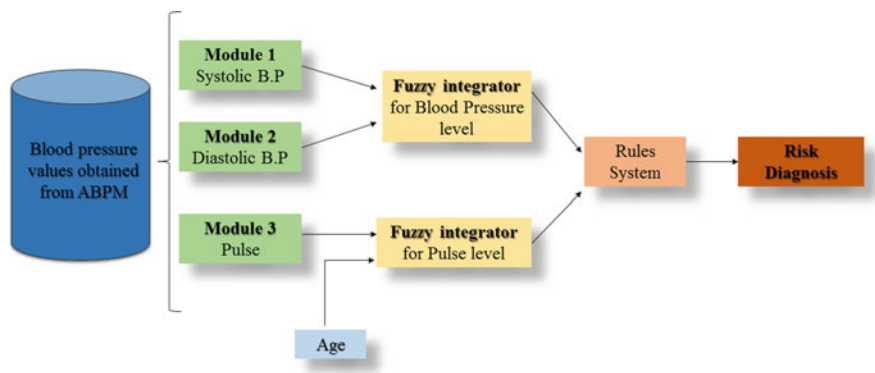 Blood pressure
values obtained
from ABPM
Module 1
Systolic B.P
Module 2
Diastolic B.P
Module 3
Pulse
Age
Fuzzy integrator
for Blood Pressure
level
Fuzzy integrator
for Pulse level
Rules
System
Risk
Diagnosis